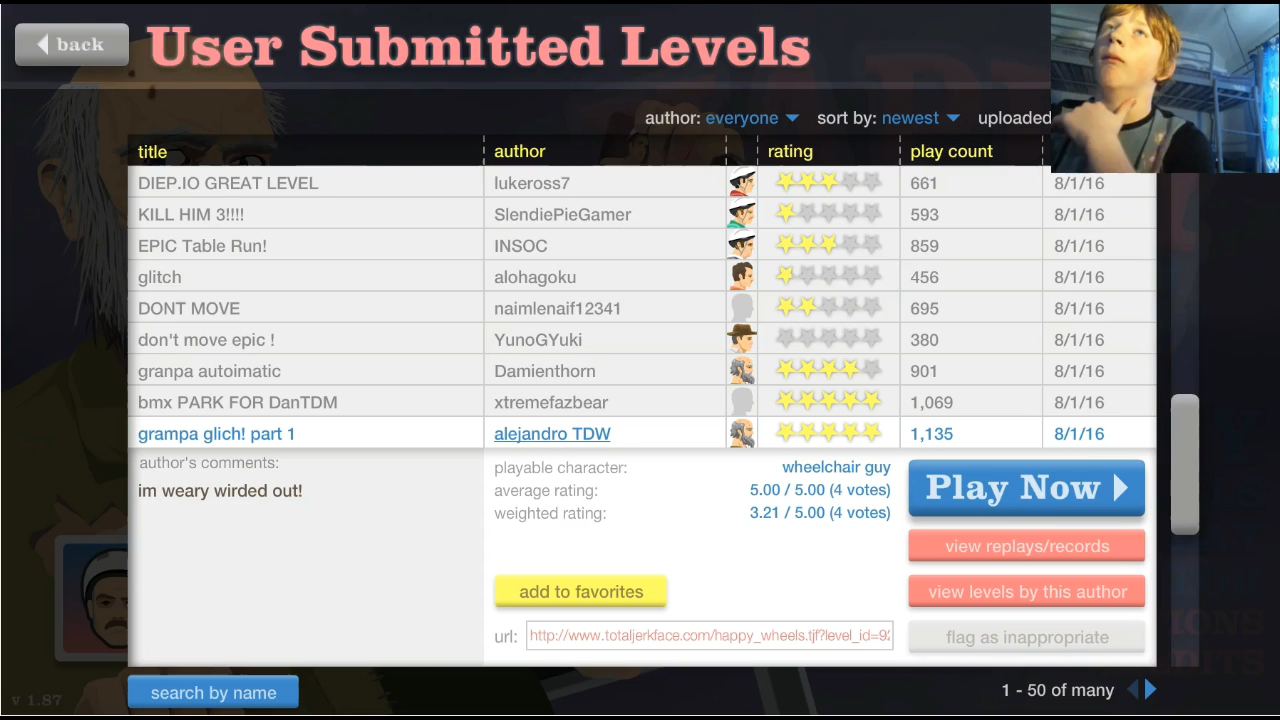 back
User Submitted Levels
author: everyone sort by: newest uploaded
title author rating play count
DIEP.IO GREAT LEVEL lukeross7 661 8/1/16
KILL HIM 3!!!! SlendiePieGamer 593 8/1/16
EPIC Table Run! INSOC 859 8/1/16
glitch alohagoku 456 8/1/16
DONT MOVE naimlenaif12341 695 8/1/16
don't move epic ! YunoGYuki 380 8/1/16
granpa autoimatic Damienthorn 901 8/1/16
bmx PARK FOR DanTDM xtremefazbear 1,069 8/1/16
grampa glich! part 1 alejandro TDW 1,135 8/1/16
author's comments:
im weary wirded out!
playable character: wheelchair guy
average rating: 5.00 / 5.00 (4 votes)
weighted rating: 3.21 / 5.00 (4 votes)
Play Now
view replays/records
add to favorites
view levels by this author
url: http://www.totaljerkface.com/happy_wheels.tjf?level_id=92
flag as inappropriate
search by name
1 - 50 of many
v 1.87